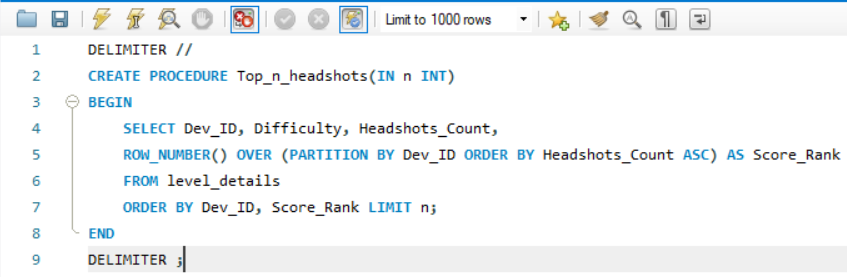 Limit to 1000 rows
1 DELIMITER //
2 CREATE PROCEDURE Top_n_headshots(IN n INT)
3 BEGIN
4 SELECT Dev_ID, Difficulty, Headshots_Count,
5 ROW_NUMBER() OVER (PARTITION BY Dev_ID ORDER BY Headshots_Count ASC) AS Score_Rank
6 FROM level_details
7 ORDER BY Dev_ID, Score_Rank LIMIT n;
8 END
9 DELIMITER ;